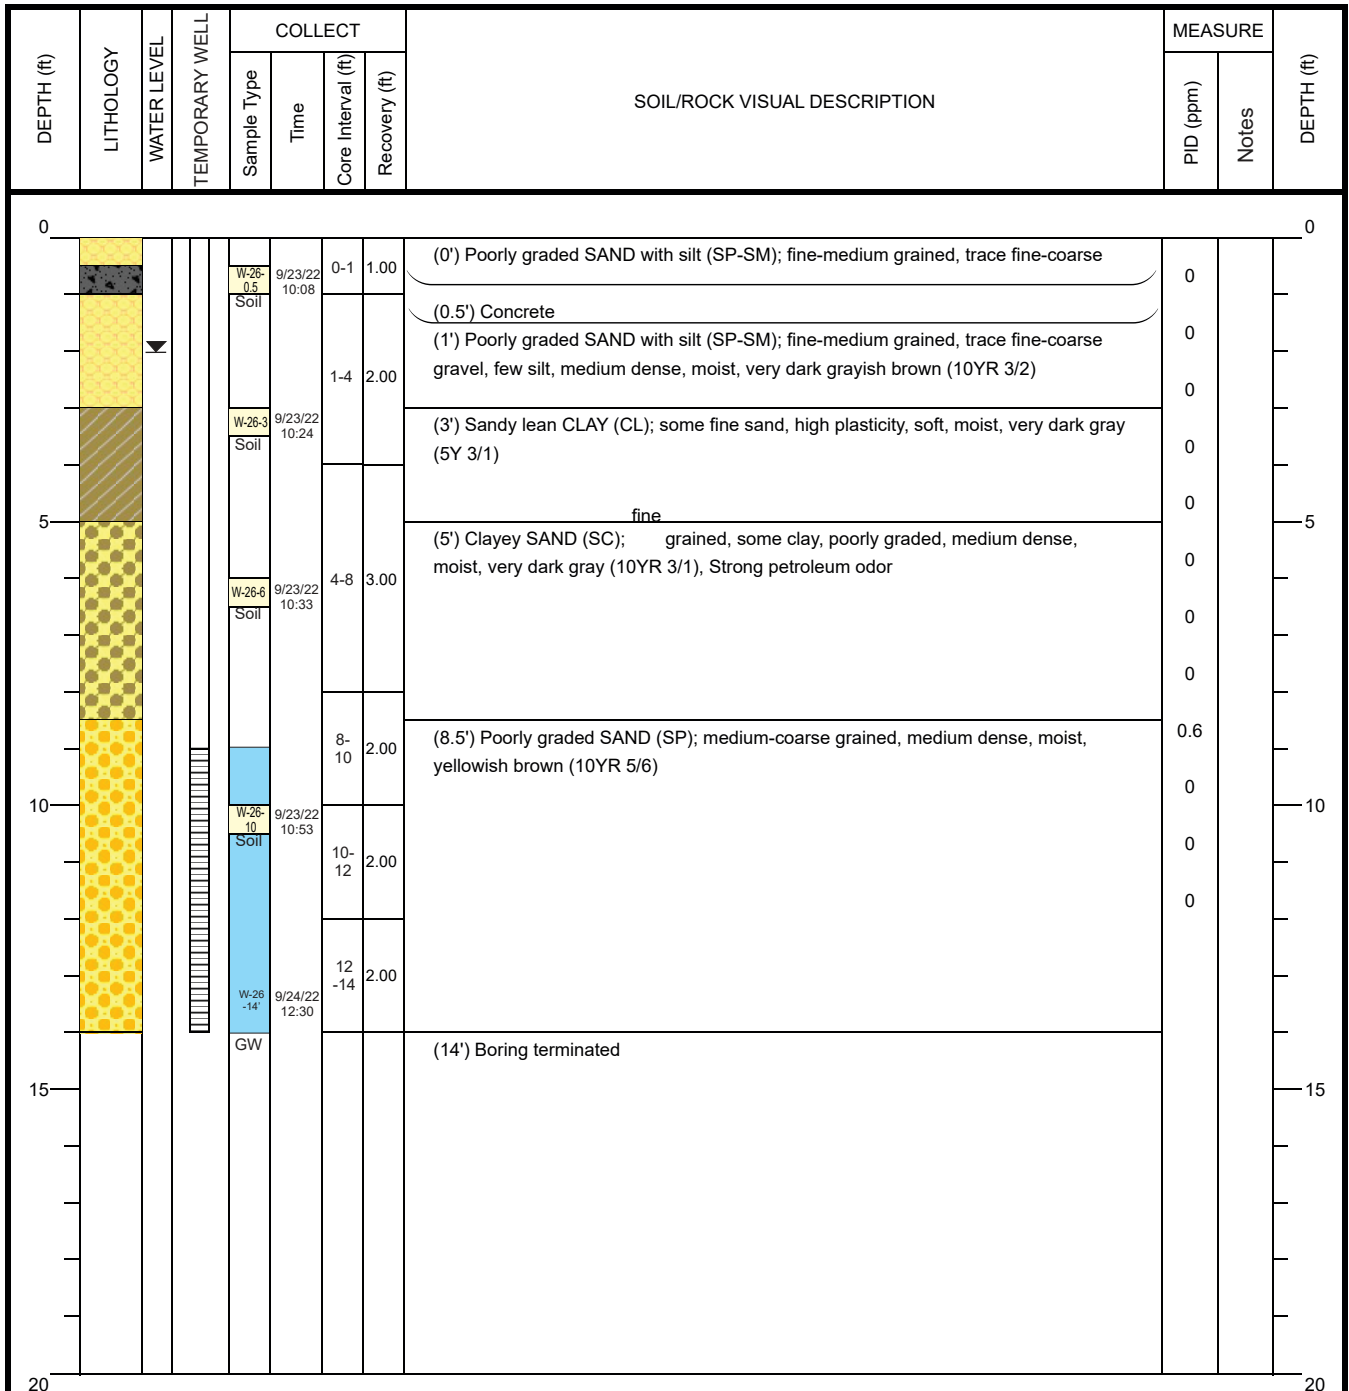 DEPTH (ft)
LITHOLOGY
WATER LEVEL
TEMPORARY WELL
COLLECT
Sample Type
Time
Core Interval (ft)
Recovery (ft)
SOIL/ROCK VISUAL DESCRIPTION
MEASURE
PID (ppm)
Notes
DEPTH (ft)
0
0
(0') Poorly graded SAND with silt (SP-SM); fine-medium grained, trace fine-coarse
W-26-
0.5
Soil
9/23/22
10:08
0-1
1.00
0
(0.5') Concrete
0
(1') Poorly graded SAND with silt (SP-SM); fine-medium grained, trace fine-coarse
gravel, few silt, medium dense, moist, very dark grayish brown (10YR 3/2)
1-4
2.00
0
W-26-3
Soil
9/23/22
10:24
(3') Sandy lean CLAY (CL); some fine sand, high plasticity, soft, moist, very dark gray
(5Y 3/1)
0
0
fine
5
5
(5') Clayey SAND (SC); grained, some clay, poorly graded, medium dense,
moist, very dark gray (10YR 3/1), Strong petroleum odor
0
W-26-6
Soil
9/23/22
10:33
4-8
3.00
0
0
8-
10
2.00
(8.5') Poorly graded SAND (SP); medium-coarse grained, medium dense, moist,
yellowish brown (10YR 5/6)
0.6
0
10
10
W-26-
10
Soil
9/23/22
10:53
0
10-
12
2.00
0
12
-14
2.00
W-26
-14'
GW
9/24/22
12:30
(14') Boring terminated
15
15
20
20